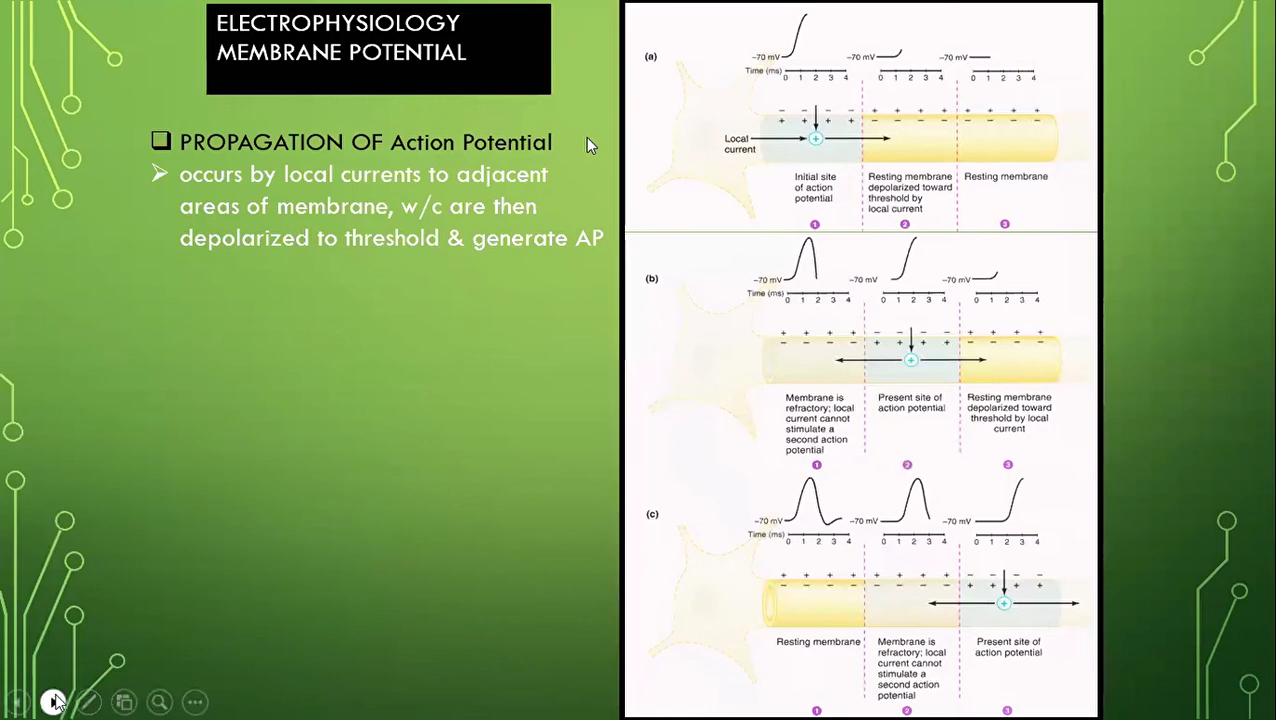 ELECTROPHYSIOLOGY
MEMBRANE POTENTIAL
❑ PROPAGATION OF Action Potential
➢ occurs by local currents to adjacent
areas of membrane, w/c are then
depolarized to threshold & generate AP
(a)
−70 mV −70 mV −70 mV
Time (ms) 0 1 2 3 4 0 1 2 3 4 0 1 2 3 4
− − − − + + + + + + + +
+ + + + − − − − − − − −
Local
current
+
Initial site
of action
potential
Resting membrane
depolarized toward
threshold by
local current
Resting membrane
1 2 3
(b)
−70 mV −70 mV −70 mV
Time (ms) 0 1 2 3 4 0 1 2 3 4 0 1 2 3 4
+ + + + − − − − + + + +
− − − − + + + + − − − −
+
Membrane is
refractory; local
current cannot
stimulate a
second action
potential
Present site of
action potential
Resting membrane
depolarized toward
threshold by local
current
1 2 3
(c)
−70 mV −70 mV −70 mV
Time (ms) 0 1 2 3 4 0 1 2 3 4 0 1 2 3 4
+ + + + + + + + − − − −
− − − − − − − − + + + +
+
Resting membrane
Membrane is
refractory; local
current cannot
stimulate a
second action
potential
Present site of
action potential
1 2 3